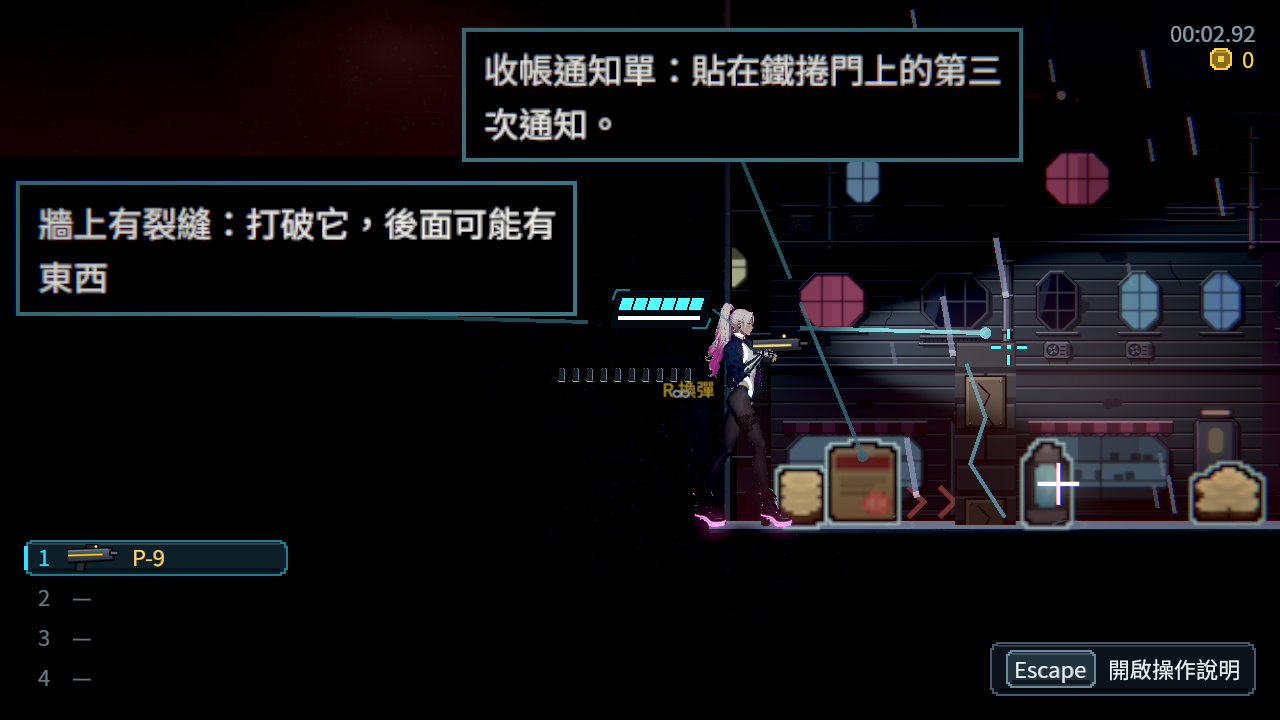 收帳通知單：貼在鐵捲門上的第三
次通知。
00:02.92
0
牆上有裂縫：打破它，後面可能有
東西
R 換彈
1 P-9
2 —
3 —
4 —
Escape 開啟操作說明